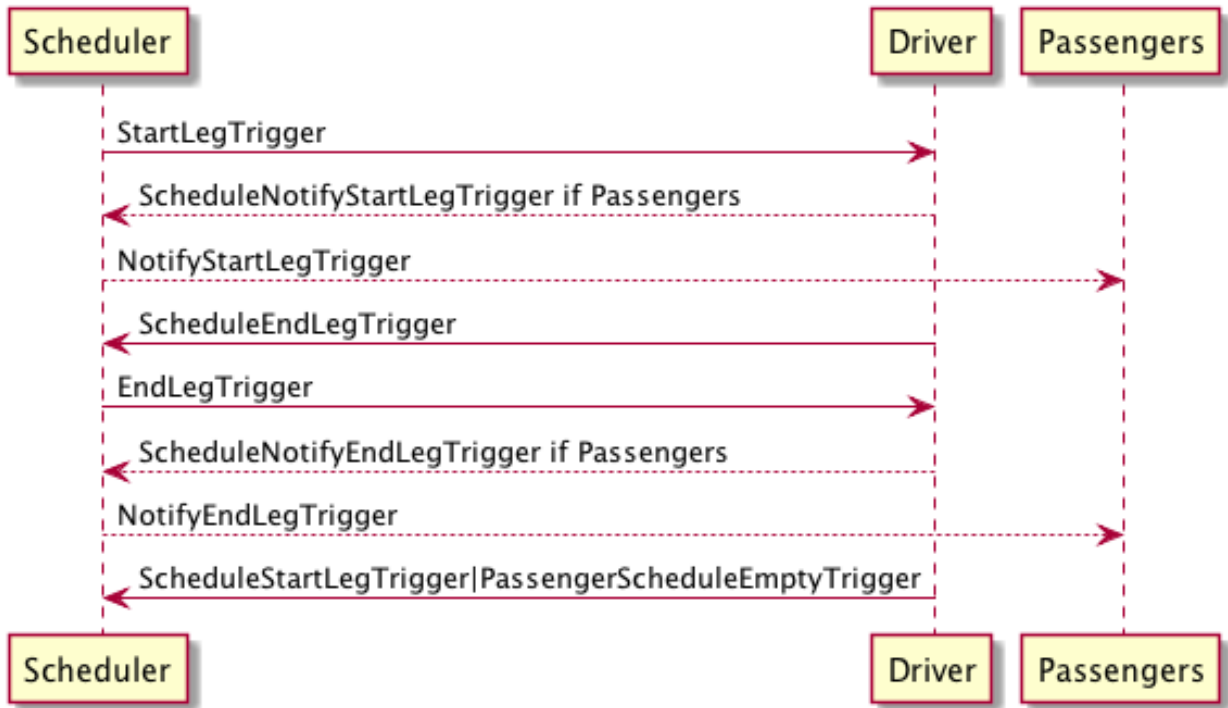 Scheduler Driver Passengers
StartLegTrigger
ScheduleNotifyStartLegTrigger if Passengers
NotifyStartLegTrigger
ScheduleEndLegTrigger
EndLegTrigger
ScheduleNotifyEndLegTrigger if Passengers
NotifyEndLegTrigger
ScheduleStartLegTrigger|PassengerScheduleEmptyTrigger
Scheduler Driver Passengers